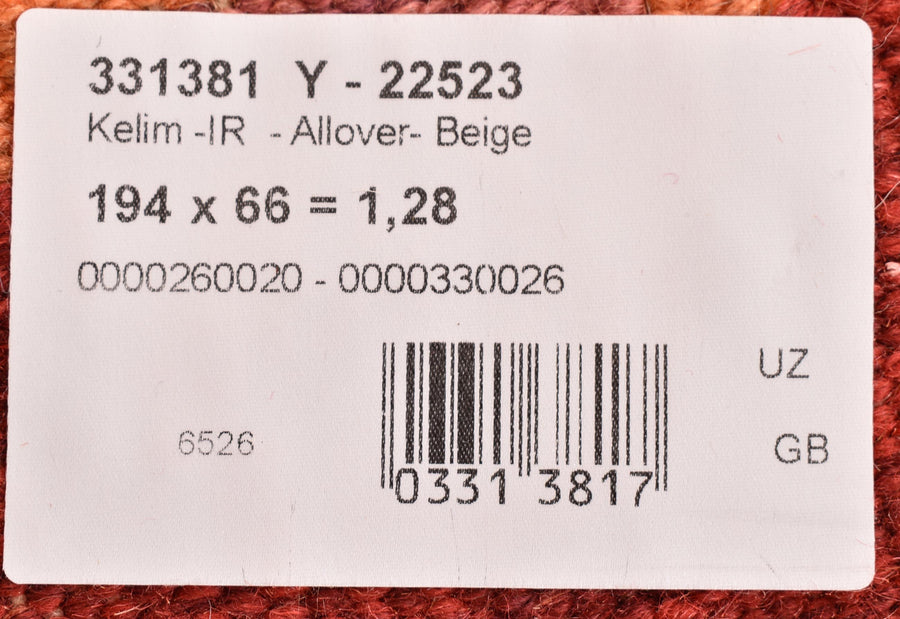 331381 Y - 22523
Kelim -IR - Allover- Beige
194 x 66 = 1,28
0000260020 - 0000330026
UZ
6526
GB
0331 3817